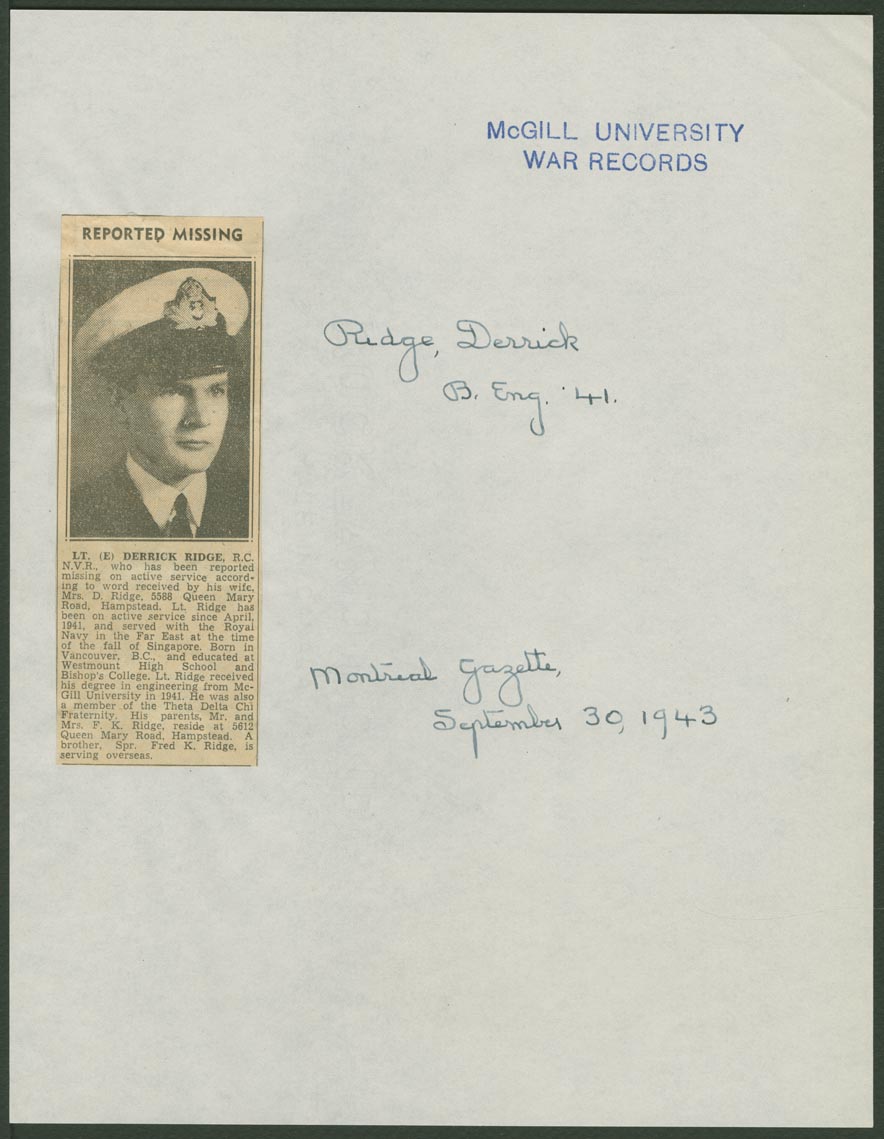 McGILL UNIVERSITY
WAR RECORDS
REPORTED MISSING
Ridge, Derrick
B. Eng. '41.
LT. (E) DERRICK RIDGE, R.C.
N.V.R., who has been reported
missing on active service accord-
ing to word received by his wife,
Mrs. D. Ridge, 5588 Queen Mary
Road, Hampstead. Lt. Ridge has
been on active service since April,
1941, and served with the Royal
Navy in the Far East at the time
of the fall of Singapore. Born in
Vancouver, B.C., and educated at
Westmount High School and
Bishop's College, Lt. Ridge received
his degree in engineering from Mc-
Gill University in 1941. He was also
a member of the Theta Delta Chi
Fraternity. His parents, Mr. and
Mrs. F. K. Ridge, reside at 5612
Queen Mary Road, Hampstead. A
brother, Spr. Fred K. Ridge, is
serving overseas.
Montreal Gazette,
September 30, 1943